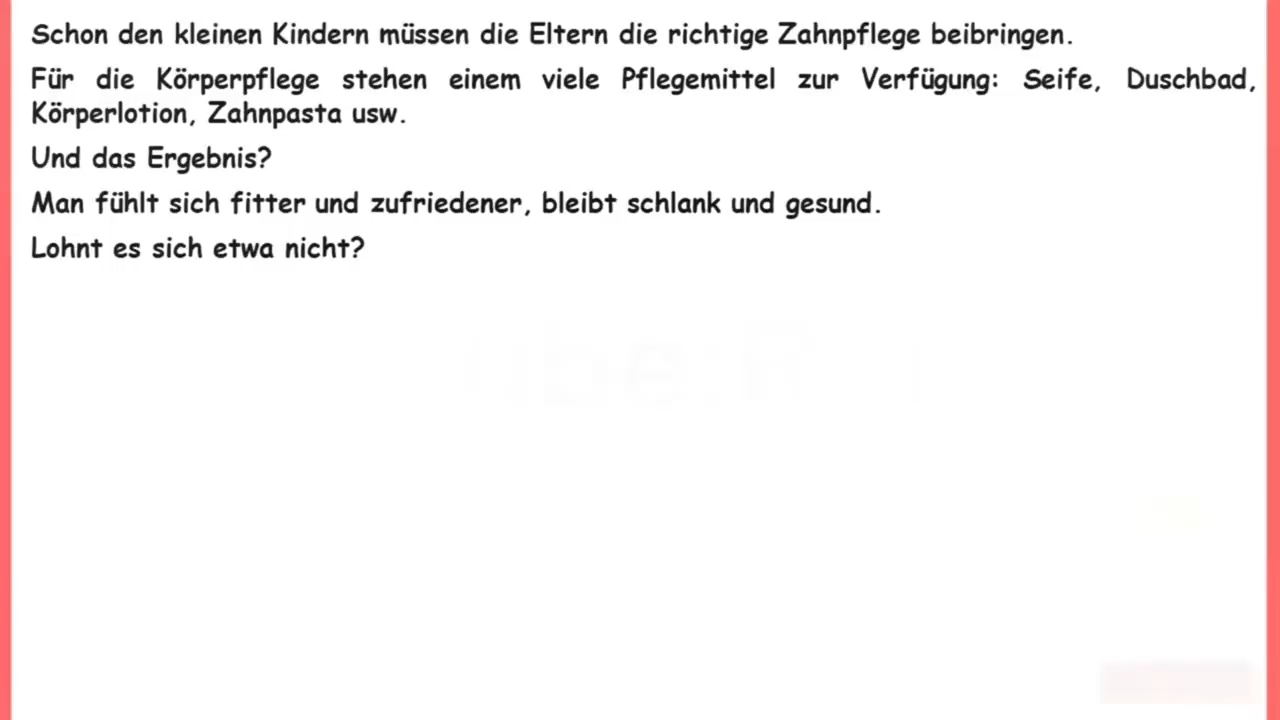 Schon den kleinen Kindern müssen die Eltern die richtige Zahnpflege beibringen.
Für die Körperpflege stehen einem viele Pflegemittel zur Verfügung: Seife, Duschbad,
Körperlotion, Zahnpasta usw.
Und das Ergebnis?
Man fühlt sich fitter und zufriedener, bleibt schlank und gesund.
Lohnt es sich etwa nicht?